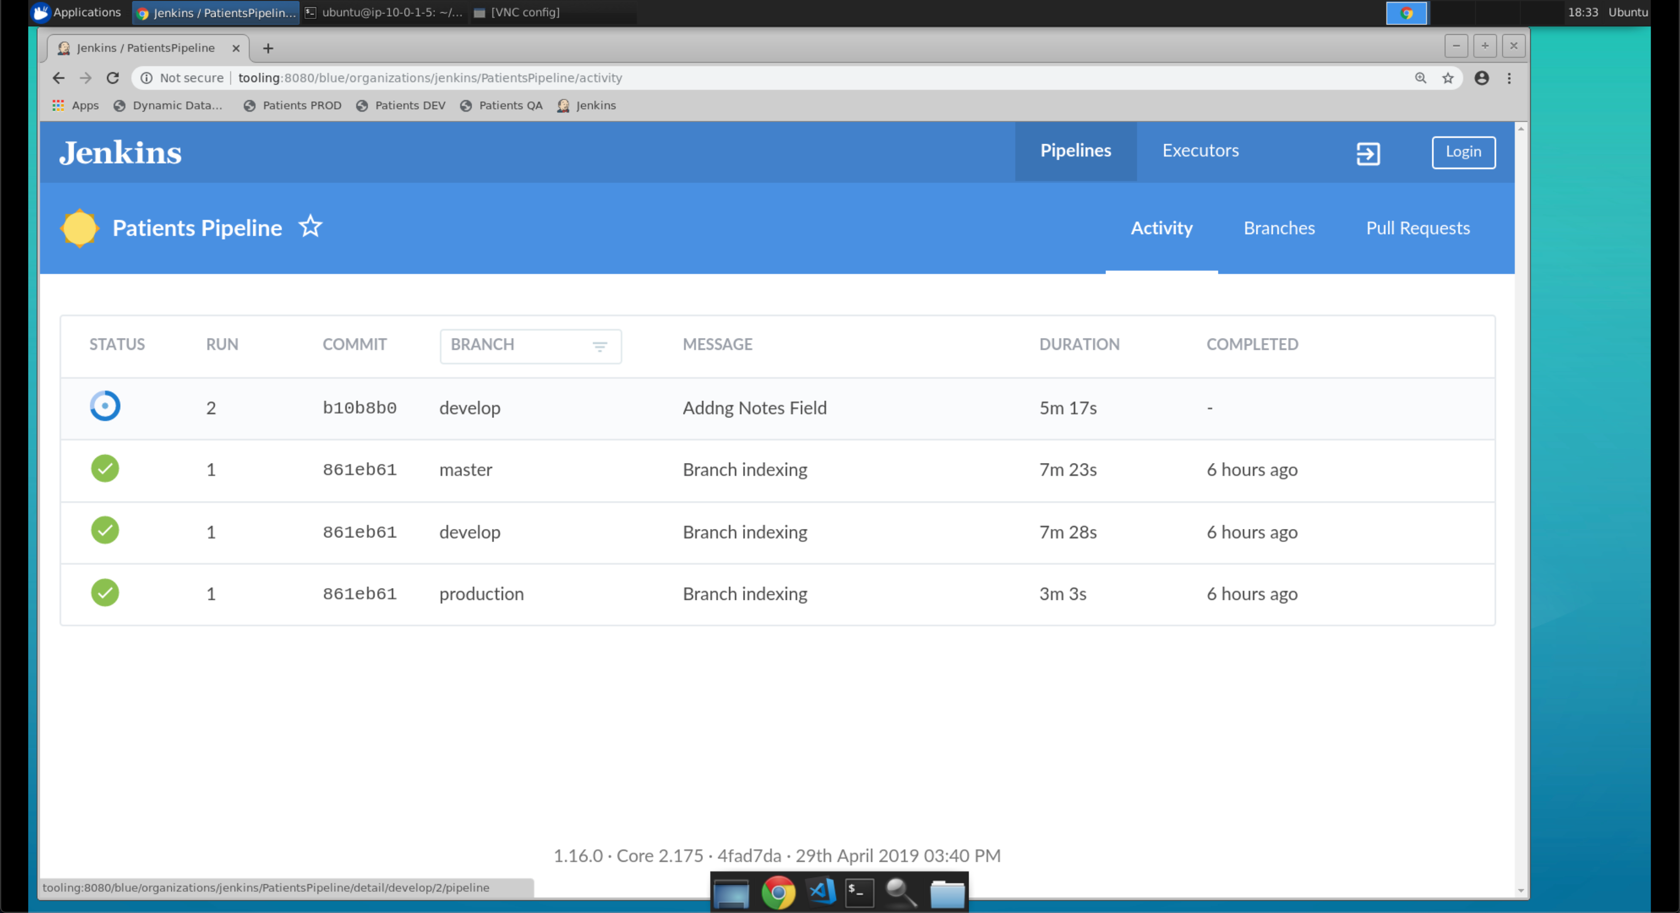 Applications Jenkins / PatientsPipelin... ubuntu@ip-10-0-1-5: ~/... [VNC config] 18:33 Ubuntu
Jenkins / PatientsPipeline
Not secure tooling:8080/blue/organizations/jenkins/PatientsPipeline/activity
Apps Dynamic Data... Patients PROD Patients DEV Patients QA Jenkins
Jenkins Pipelines Executors Login
Patients Pipeline Activity Branches Pull Requests
STATUS RUN COMMIT BRANCH MESSAGE DURATION COMPLETED
2 b10b8b0 develop Addng Notes Field 5m 17s -
1 861eb61 master Branch indexing 7m 23s 6 hours ago
1 861eb61 develop Branch indexing 7m 28s 6 hours ago
1 861eb61 production Branch indexing 3m 3s 6 hours ago
1.16.0 · Core 2.175 · 4fad7da · 29th April 2019 03:40 PM
tooling:8080/blue/organizations/jenkins/PatientsPipeline/detail/develop/2/pipeline